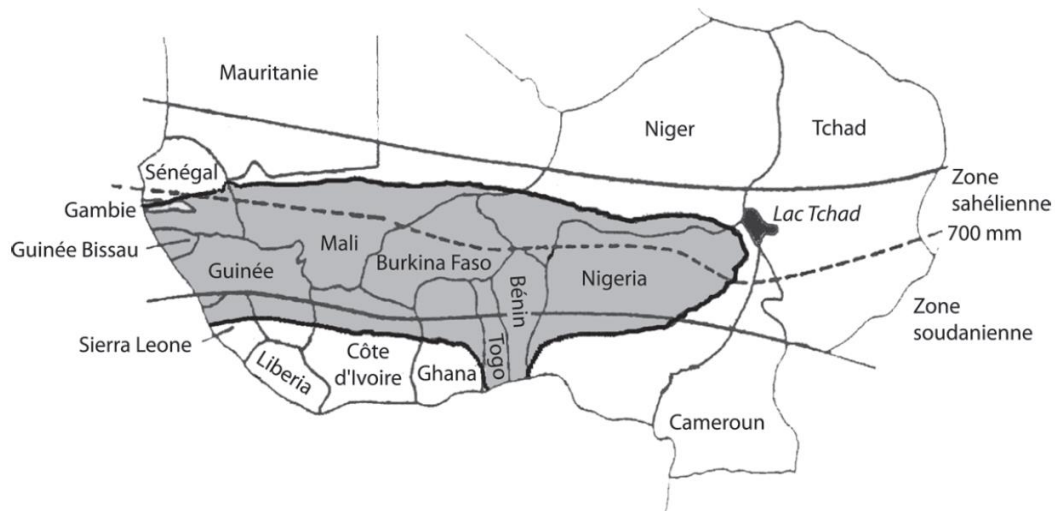 Mauritanie
Niger
Tchad
Sénégal
Zone
sahélienne
Gambie
Lac Tchad
700 mm
Guinée Bissau
Mali
Burkina Faso
Guinée
Bénin
Nigeria
Zone
soudanienne
Sierra Leone
Togo
Côte
d'Ivoire
Liberia
Ghana
Cameroun